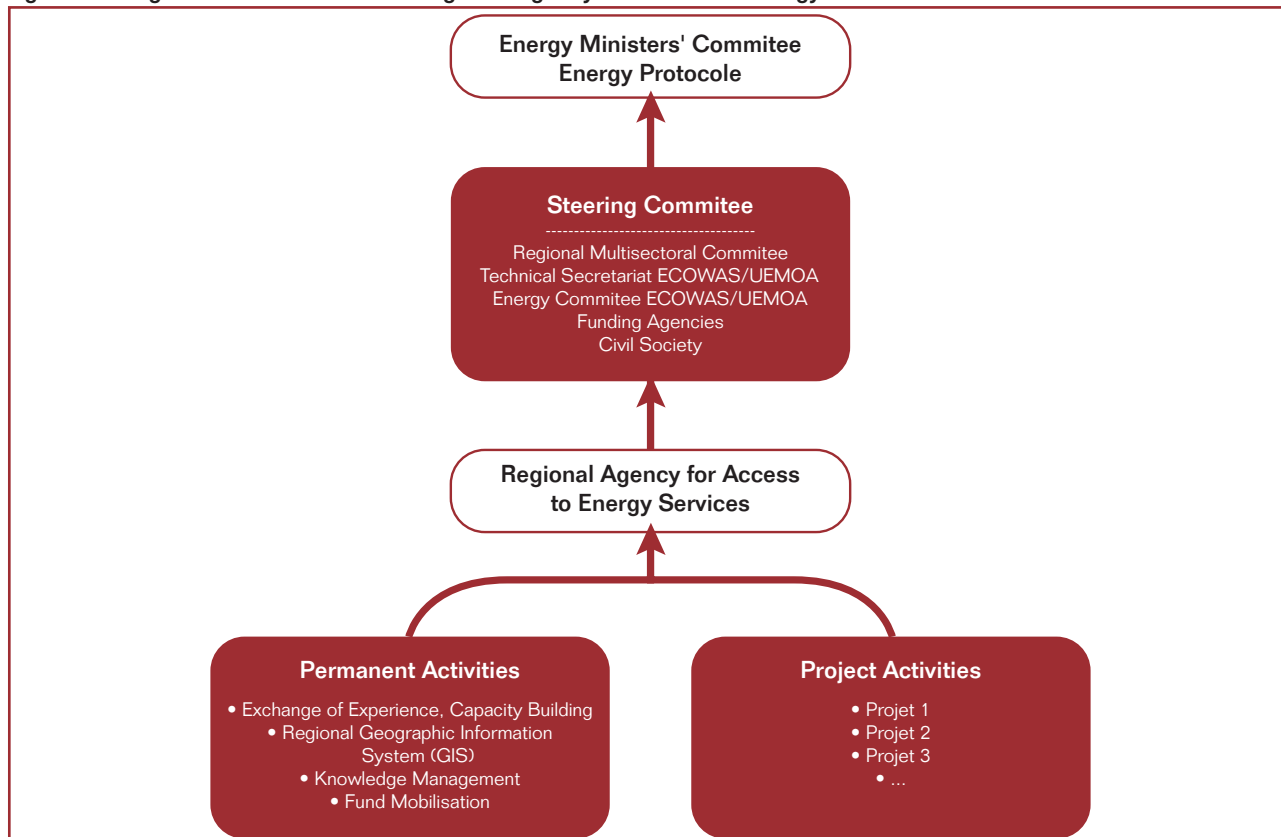 Energy Ministers' Commitee
Energy Protocole
Steering Commitee
------------------------------------
Regional Multisectoral Commitee
Technical Secretariat ECOWAS/UEMOA
Energy Commitee ECOWAS/UEMOA
Funding Agencies
Civil Society
Regional Agency for Access
to Energy Services
Permanent Activities
• Exchange of Experience, Capacity Building
• Regional Geographic Information
System (GIS)
• Knowledge Management
• Fund Mobilisation
Project Activities
• Projet 1
• Projet 2
• Projet 3
• ...